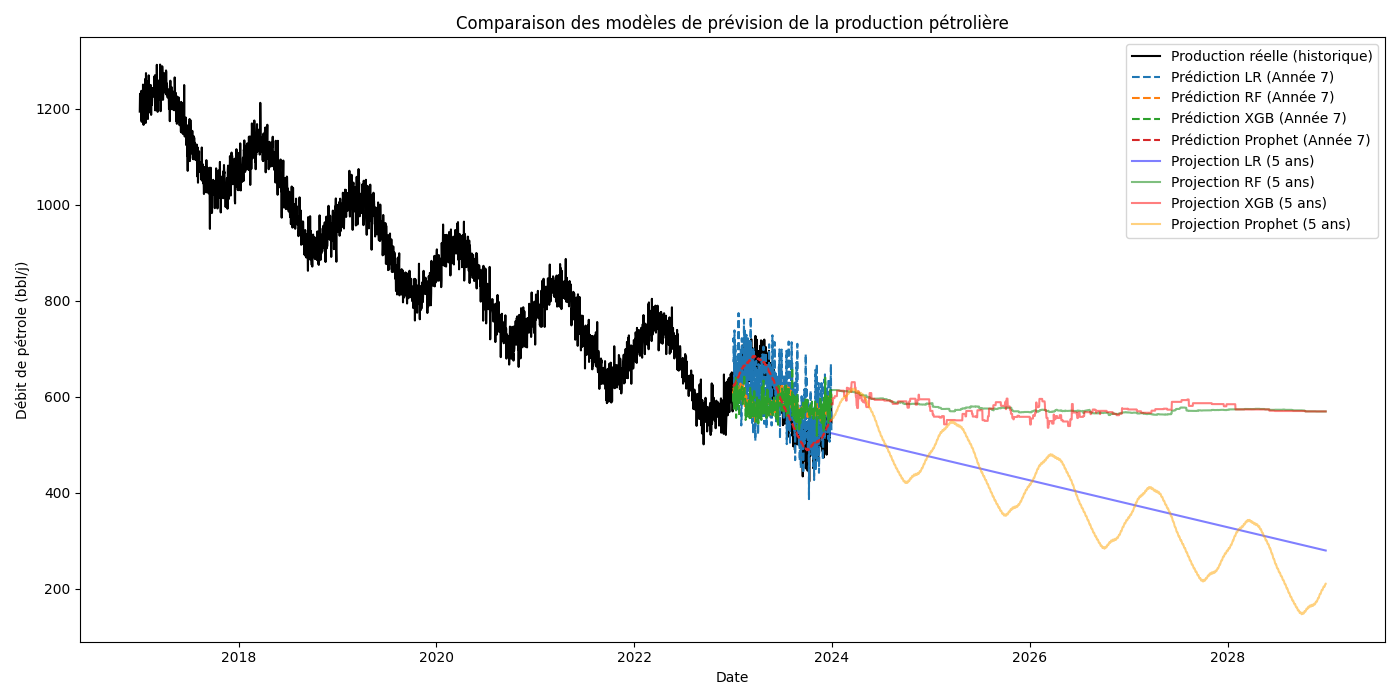 Comparaison des modèles de prévision de la production pétrolière
Production réelle (historique)
Prédiction LR (Année 7)
Prédiction RF (Année 7)
Prédiction XGB (Année 7)
Prédiction Prophet (Année 7)
Projection LR (5 ans)
Projection RF (5 ans)
Projection XGB (5 ans)
Projection Prophet (5 ans)
Débit de pétrole (bbl/j)
1200
1000
800
600
400
200
2018 2020 2022 2024 2026 2028
Date